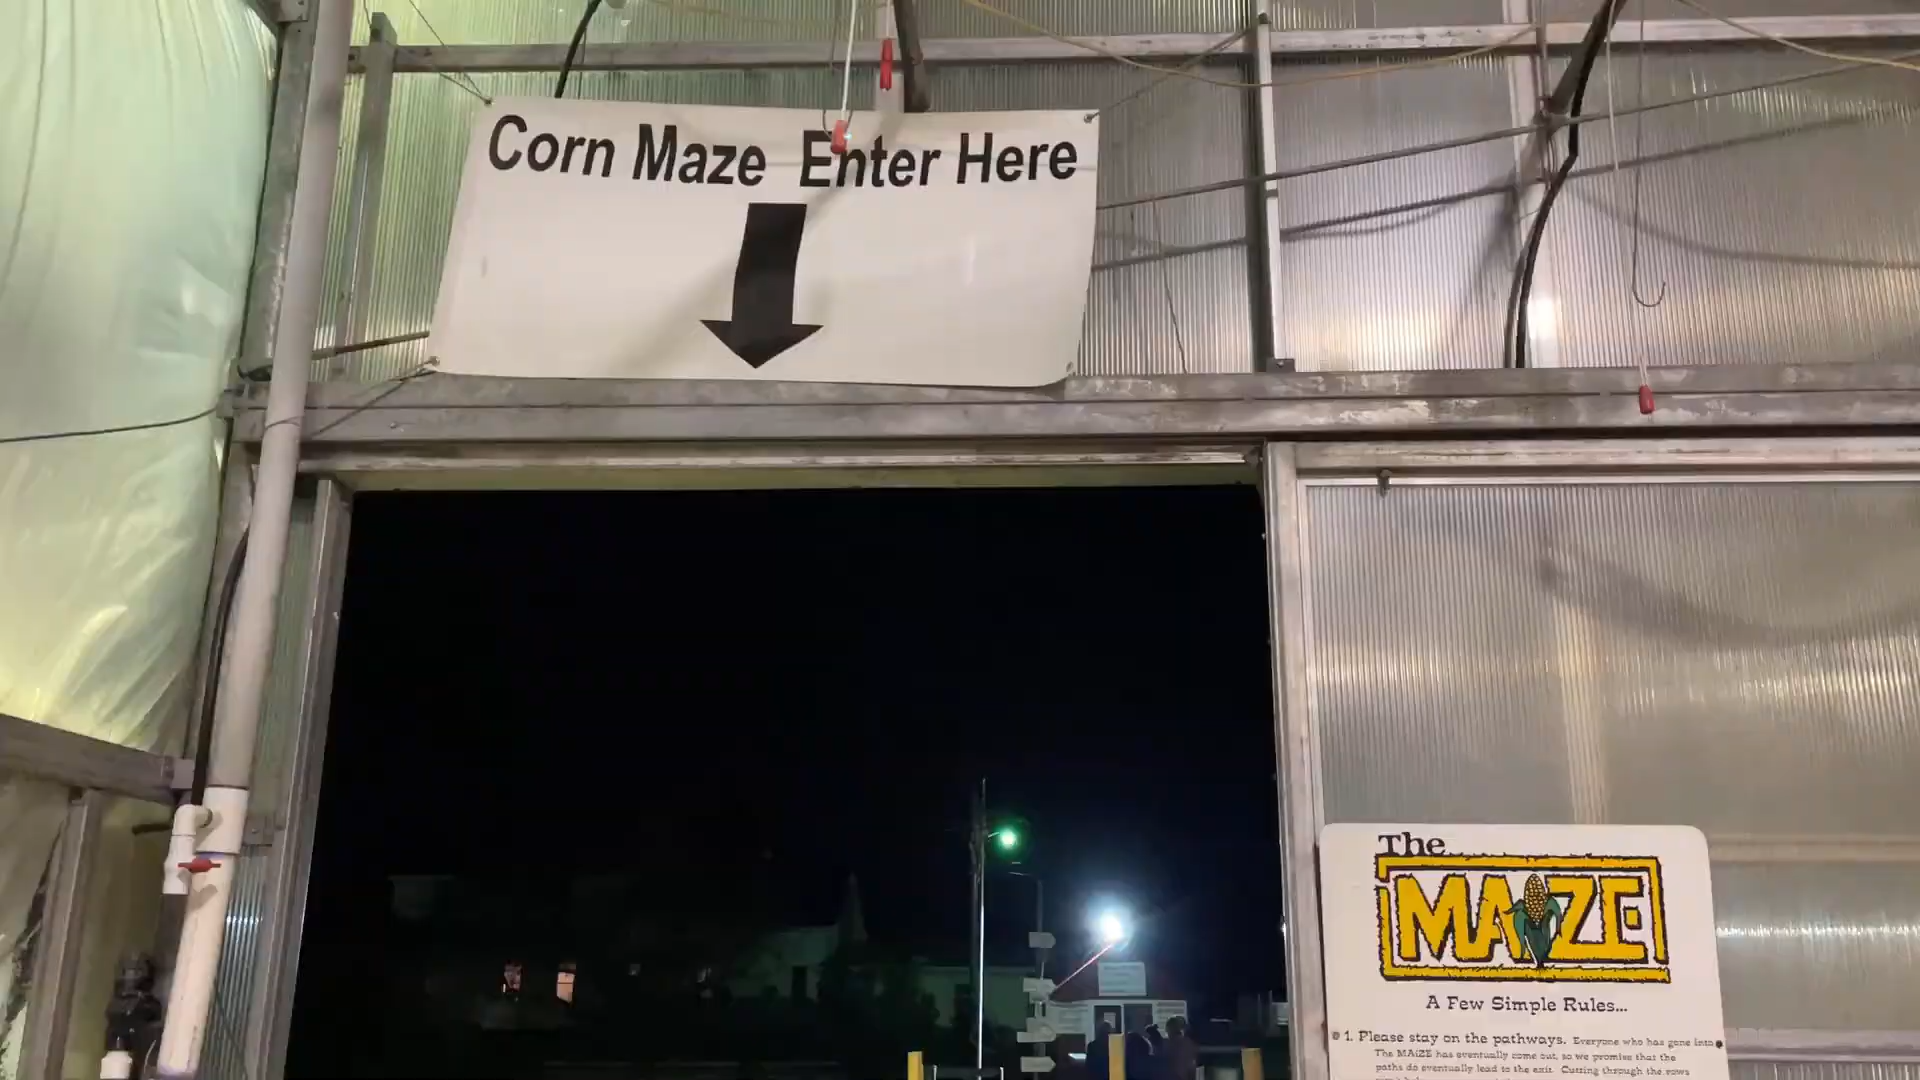 Corn Maze Enter Here
The
MAiZE
A Few Simple Rules...
1. Please stay on the pathways. Everyone who has gone into
The MAiZE has eventually come out, so we promise that the
paths do eventually lead to the exit. Cutting through the rows